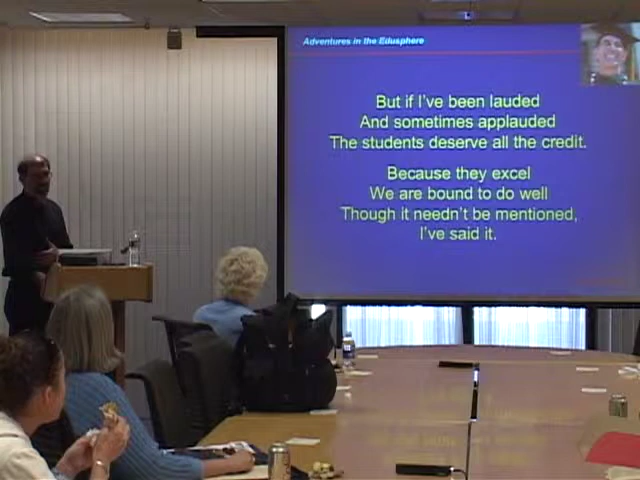 Adventures in the Edusphere
But if I've been lauded
And sometimes applauded
The students deserve all the credit.
Because they excel
We are bound to do well
Though it needn't be mentioned,
I've said it.